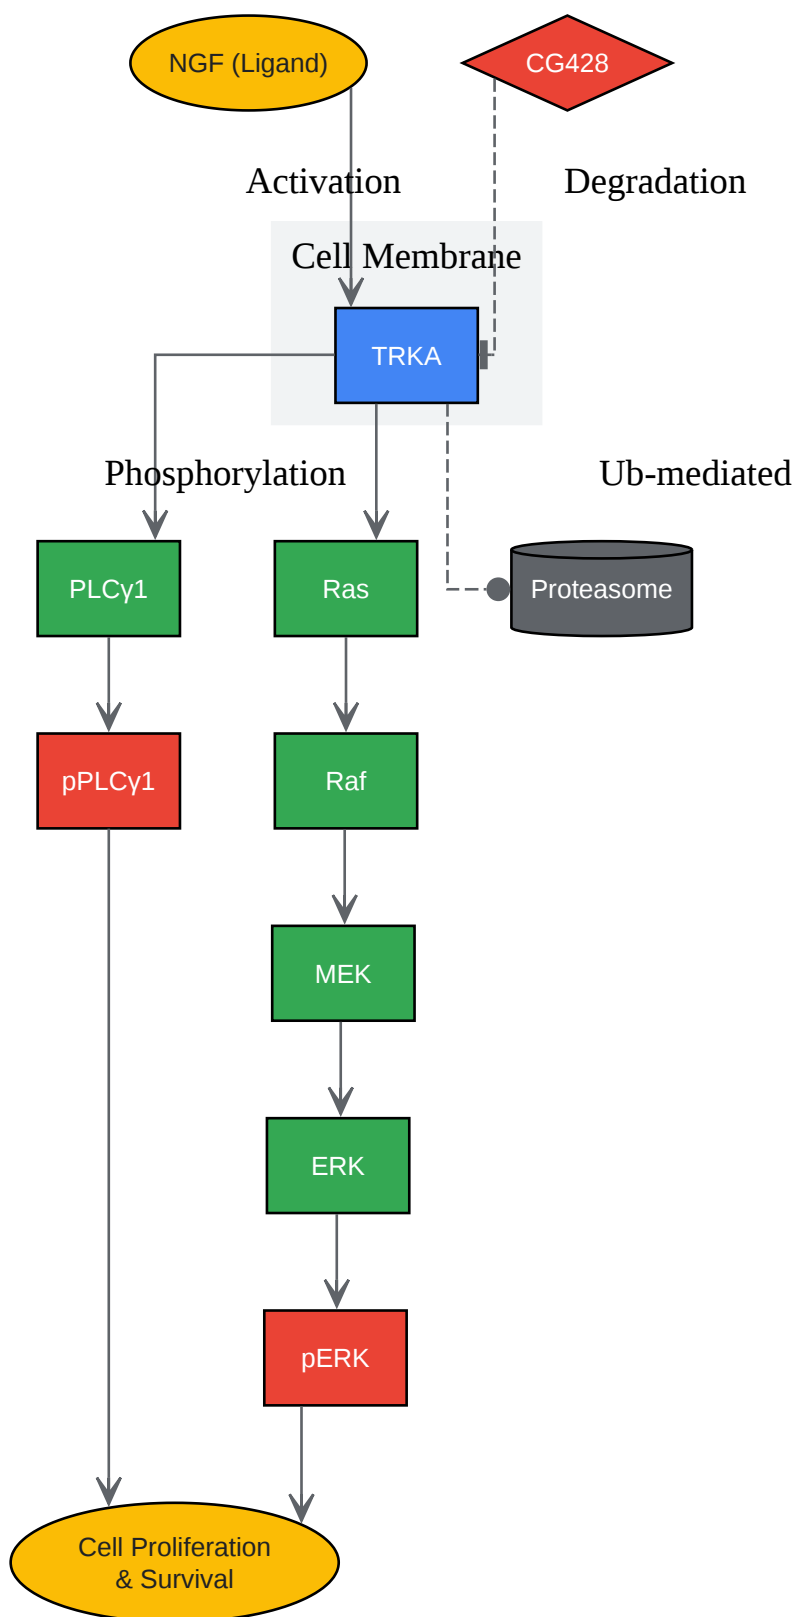 NGF (Ligand)
CG428
Activation
Degradation
Cell Membrane
TRKA
Phosphorylation
Ub-mediated
PLCγ1
Ras
Proteasome
pPLCγ1
Raf
MEK
ERK
pERK
Cell Proliferation
& Survival